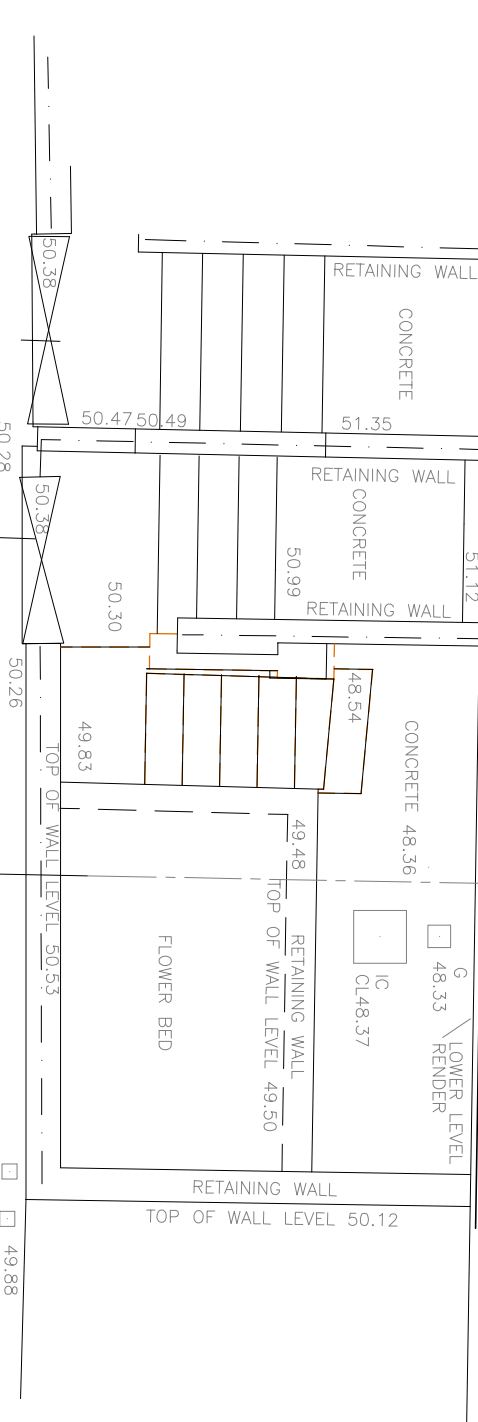 50.38
RETAINING WALL
CONCRETE
50.47
50.49
51.35
50.28
RETAINING WALL
50.38
CONCRETE
50.99
51.12
50.30
RETAINING WALL
50.26
48.54
49.83
CONCRETE 48.36
TOP OF WALL LEVEL 50.53
49.48
FLOWER BED
RETAINING WALL
TOP OF WALL LEVEL 49.50
IC
CL48.37
G
48.33
LOWER LEVEL
RENDER
RETAINING WALL
TOP OF WALL LEVEL 50.12
49.88